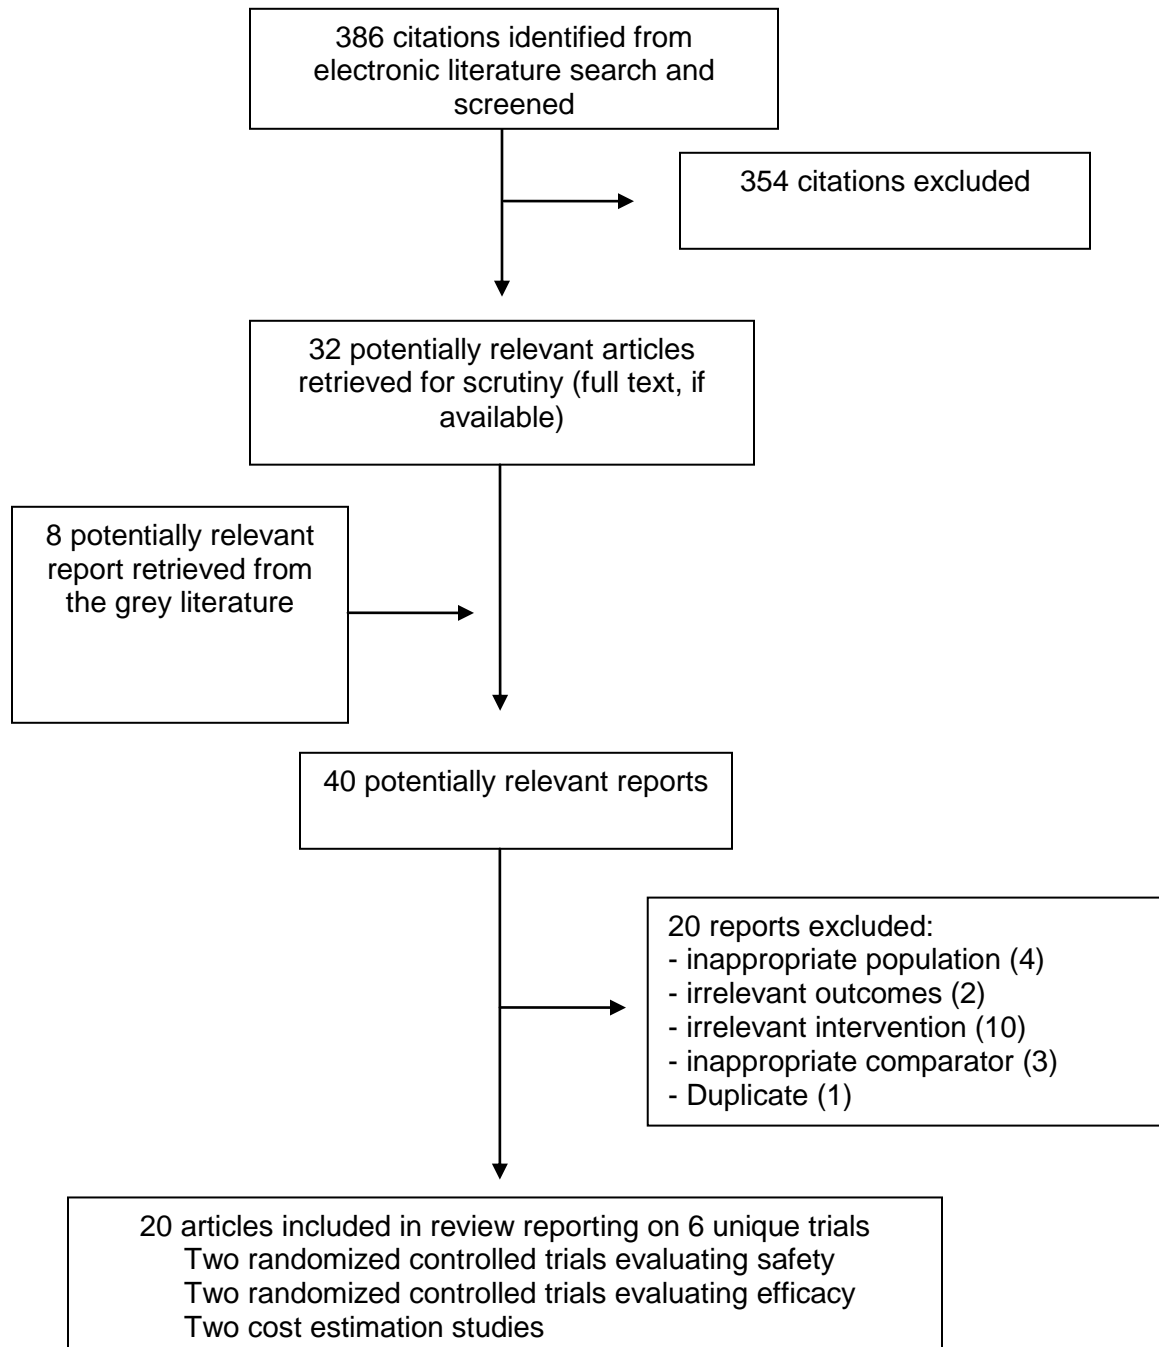 386 citations identified from
electronic literature search and
screened
354 citations excluded
32 potentially relevant articles
retrieved for scrutiny (full text, if
available)
8 potentially relevant
report retrieved from
the grey literature
40 potentially relevant reports
20 reports excluded:
- inappropriate population (4)
- irrelevant outcomes (2)
- irrelevant intervention (10)
- inappropriate comparator (3)
- Duplicate (1)
20 articles included in review reporting on 6 unique trials
Two randomized controlled trials evaluating safety
Two randomized controlled trials evaluating efficacy
Two cost estimation studies